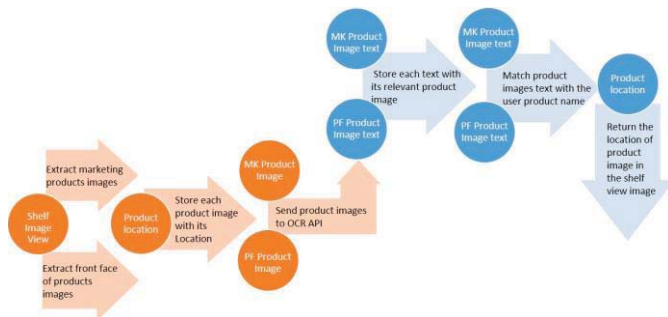 MK Product
Image text
MK Product
Image text
Store each text with
its relevant product
image
Match product
images text with the
user product name
Product
location
PF Product
Image text
PF Product
Image text
Return the
location of
product
image in
the shelf
view image
Extract marketing
products images
MK Product
Image
Shelf
Image
View
Product
location
Store each
product image
with its
Location
Send product images
to OCR API
PF Product
Image
Extract front face
of products
images